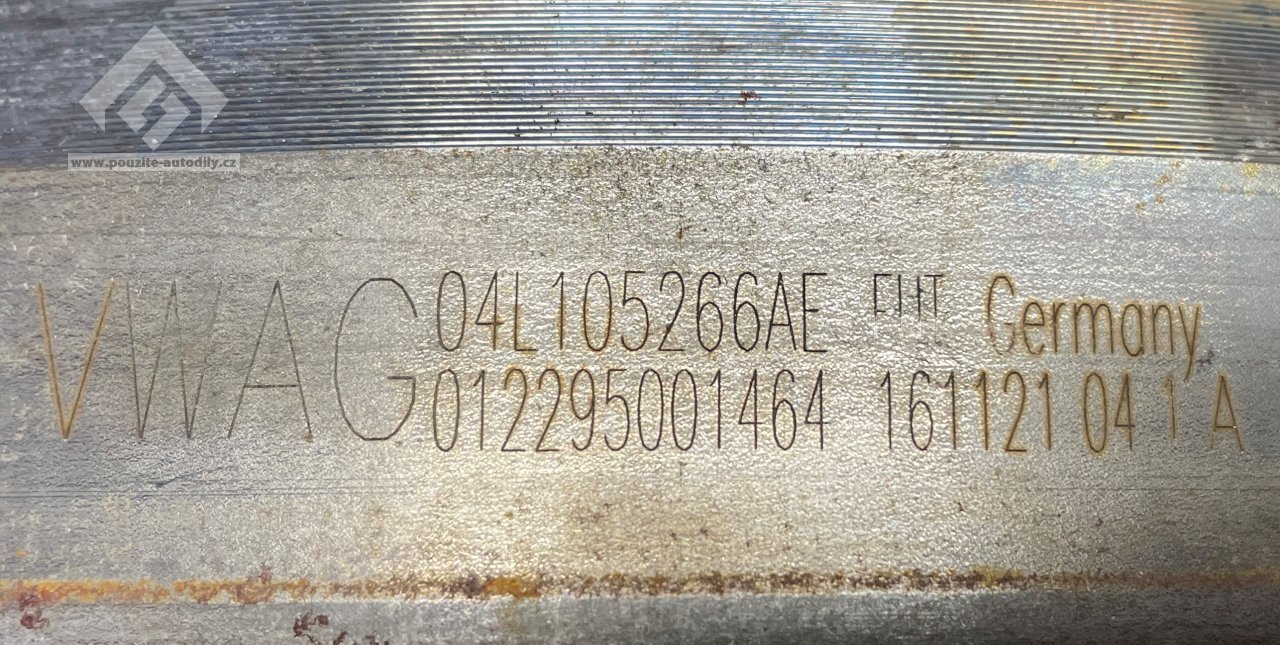 www.pouzite-autodily.cz
VWAG
04L105266AE Germany
012295001464 161121 04 1 A